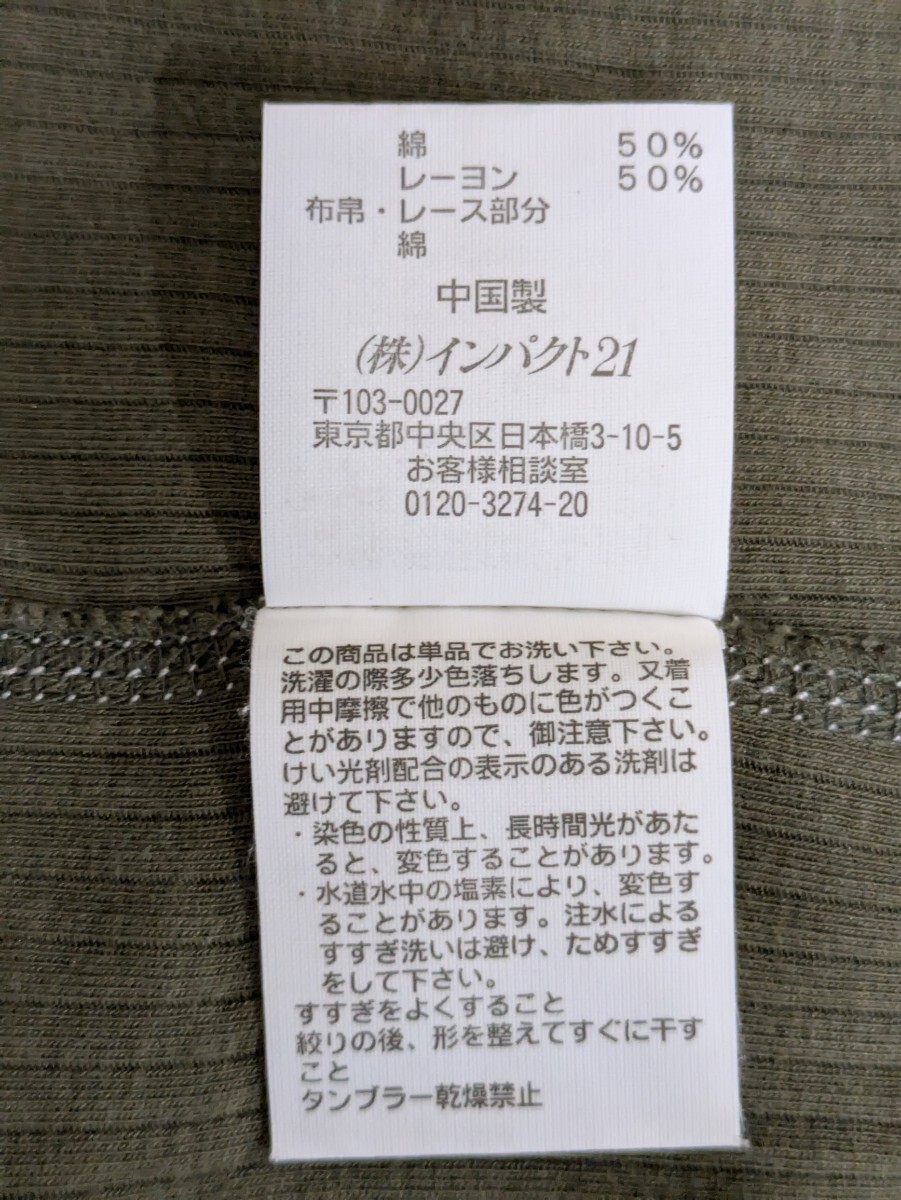 綿 50%
レーヨン 50%
布帛・レース部分
綿
中国製
(株)インパクト21
〒103-0027
東京都中央区日本橋3-10-5
お客様相談室
0120-3274-20
この商品は単品でお洗い下さい。
洗濯の際多少色落ちします。又着
用中摩擦で他のものに色がつくこ
とがありますので、御注意下さい。
けい光剤配合の表示のある洗剤は
避けて下さい。
・染色の性質上、長時間光があた
ると、変色することがあります。
・水道水中の塩素により、変色す
ることがあります。注水による
すすぎ洗いは避け、ためすすぎ
をして下さい。
すすぎをよくすること
絞りの後、形を整えてすぐに干す
こと
タンブラー乾燥禁止